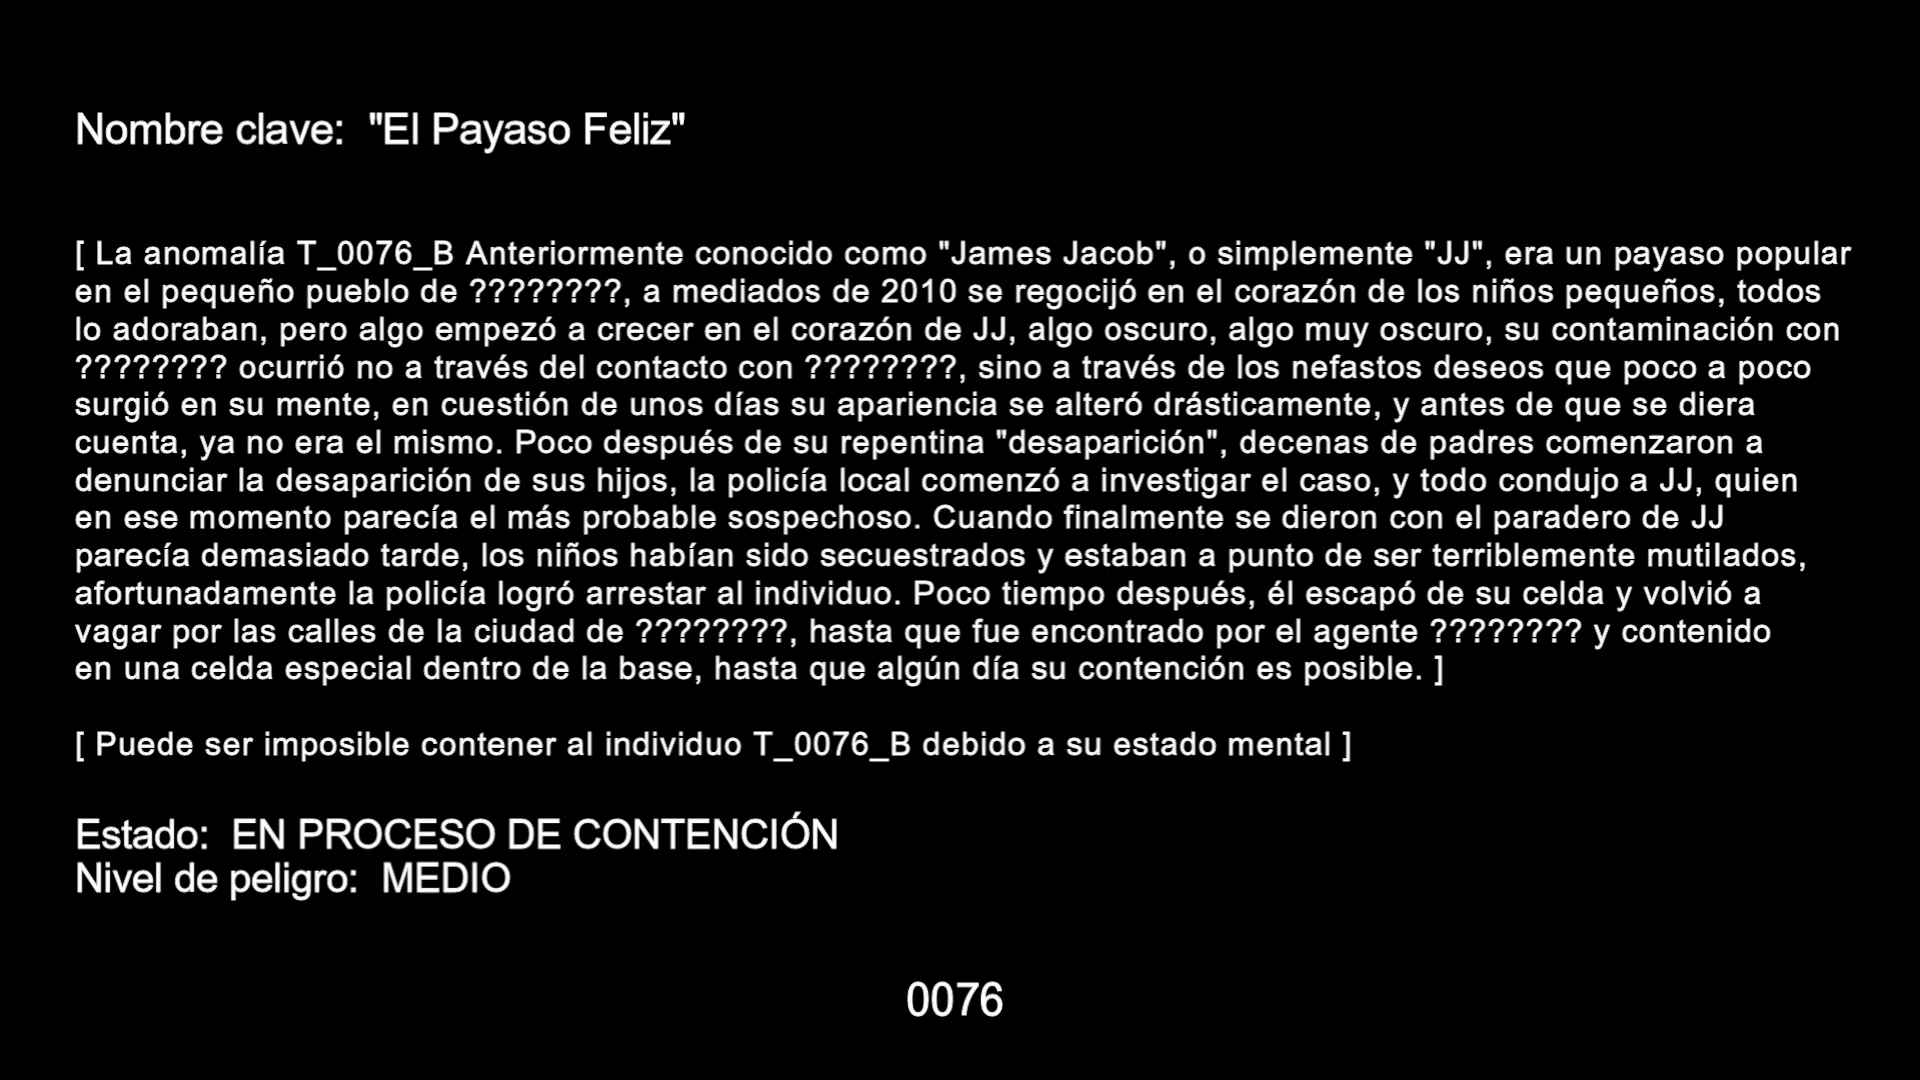 Nombre clave:  "El Payaso Feliz"
[ La anomalía T_0076_B Anteriormente conocido como "James Jacob", o simplemente "JJ", era un payaso popular
en el pequeño pueblo de ????????, a mediados de 2010 se regocijó en el corazón de los niños pequeños, todos
lo adoraban, pero algo empezó a crecer en el corazón de JJ, algo oscuro, algo muy oscuro, su contaminación con
???????? ocurrió no a través del contacto con ????????, sino a través de los nefastos deseos que poco a poco
surgió en su mente, en cuestión de unos días su apariencia se alteró drásticamente, y antes de que se diera
cuenta, ya no era el mismo. Poco después de su repentina "desaparición", decenas de padres comenzaron a
denunciar la desaparición de sus hijos, la policía local comenzó a investigar el caso, y todo condujo a JJ, quien
en ese momento parecía el más probable sospechoso. Cuando finalmente se dieron con el paradero de JJ
parecía demasiado tarde, los niños habían sido secuestrados y estaban a punto de ser terriblemente mutilados,
afortunadamente la policía logró arrestar al individuo. Poco tiempo después, él escapó de su celda y volvió a
vagar por las calles de la ciudad de ????????, hasta que fue encontrado por el agente ???????? y contenido
en una celda especial dentro de la base, hasta que algún día su contención es posible. ]
[ Puede ser imposible contener al individuo T_0076_B debido a su estado mental ]
Estado:  EN PROCESO DE CONTENCIÓN
Nivel de peligro:  MEDIO
0076